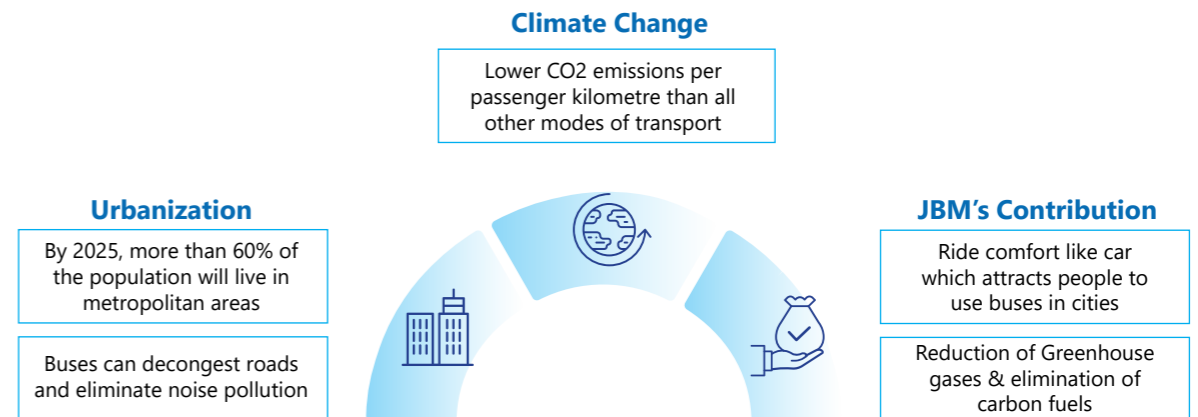 Climate Change
Lower CO2 emissions per
passenger kilometre than all
other modes of transport
Urbanization
By 2025, more than 60% of
the population will live in
metropolitan areas
Buses can decongest roads
and eliminate noise pollution
JBM's Contribution
Ride comfort like car
which attracts people to
use buses in cities
Reduction of Greenhouse
gases & elimination of
carbon fuels